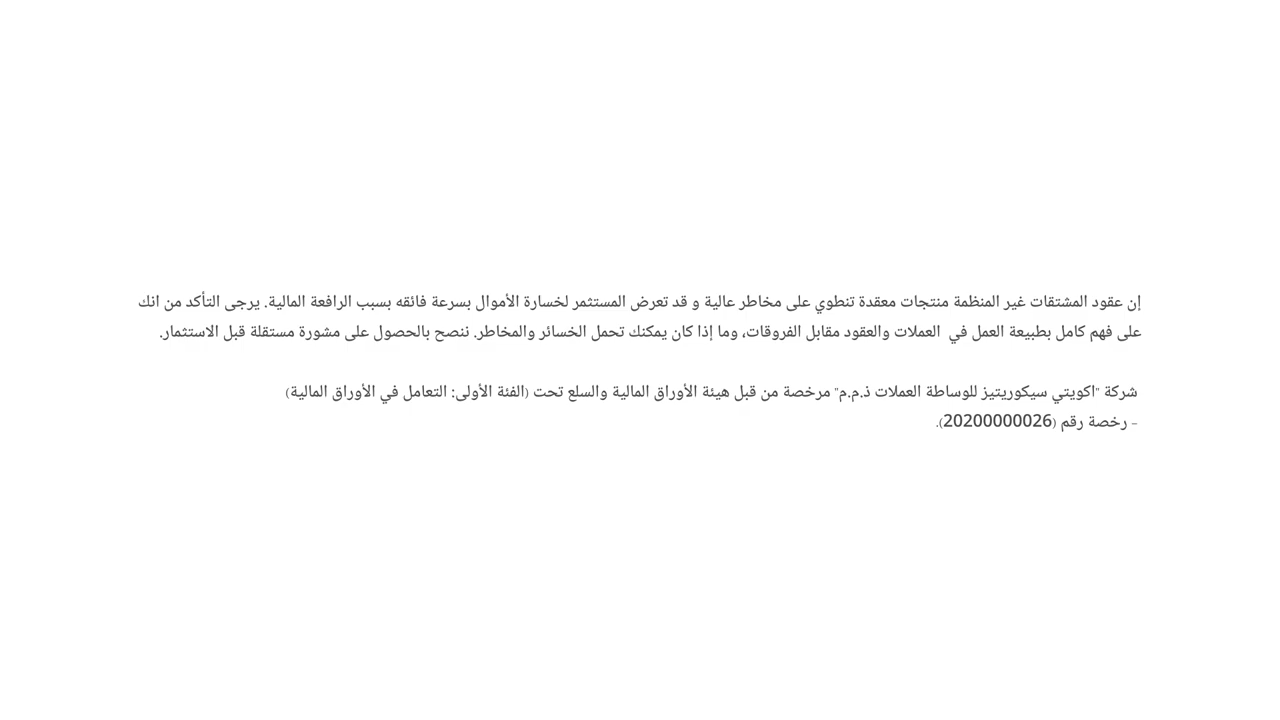 إن عقود المشتقات غير المنظمة منتجات معقدة تنطوي على مخاطر عالية و قد تعرض المستثمر لخسارة الأموال بسرعة فائقه بسبب الرافعة المالية. يرجى التأكد من انك
على فهم كامل بطبيعة العمل في العملات والعقود مقابل الفروقات، وما إذا كان يمكنك تحمل الخسائر والمخاطر. ننصح بالحصول على مشورة مستقلة قبل الاستثمار.
شركة "اكويتي سيكوريتيز للوساطة العملات ذ.م.م" مرخصة من قبل هيئة الأوراق المالية والسلع تحت (الفئة الأولى: التعامل في الأوراق المالية)
– رخصة رقم (20200000026).